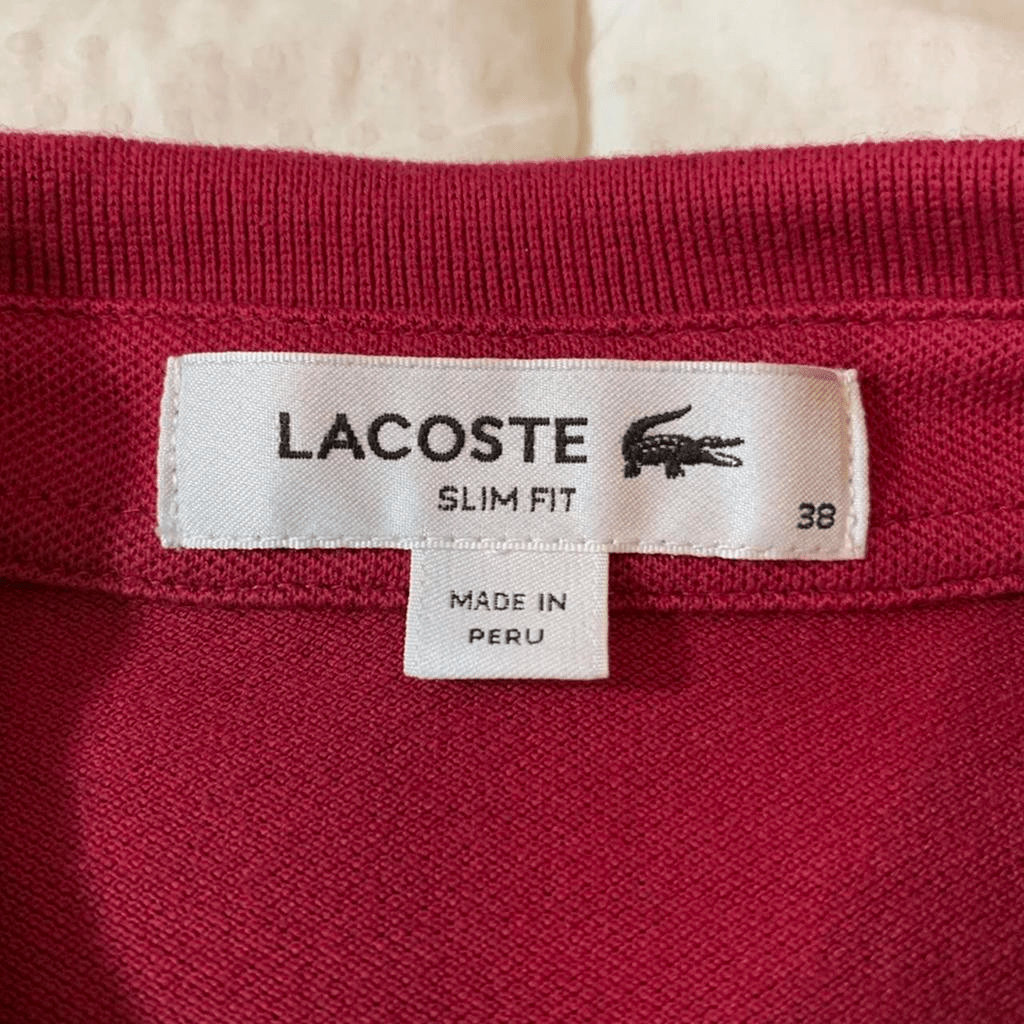 LACOSTE
SLIM FIT
38
MADE IN
PERU